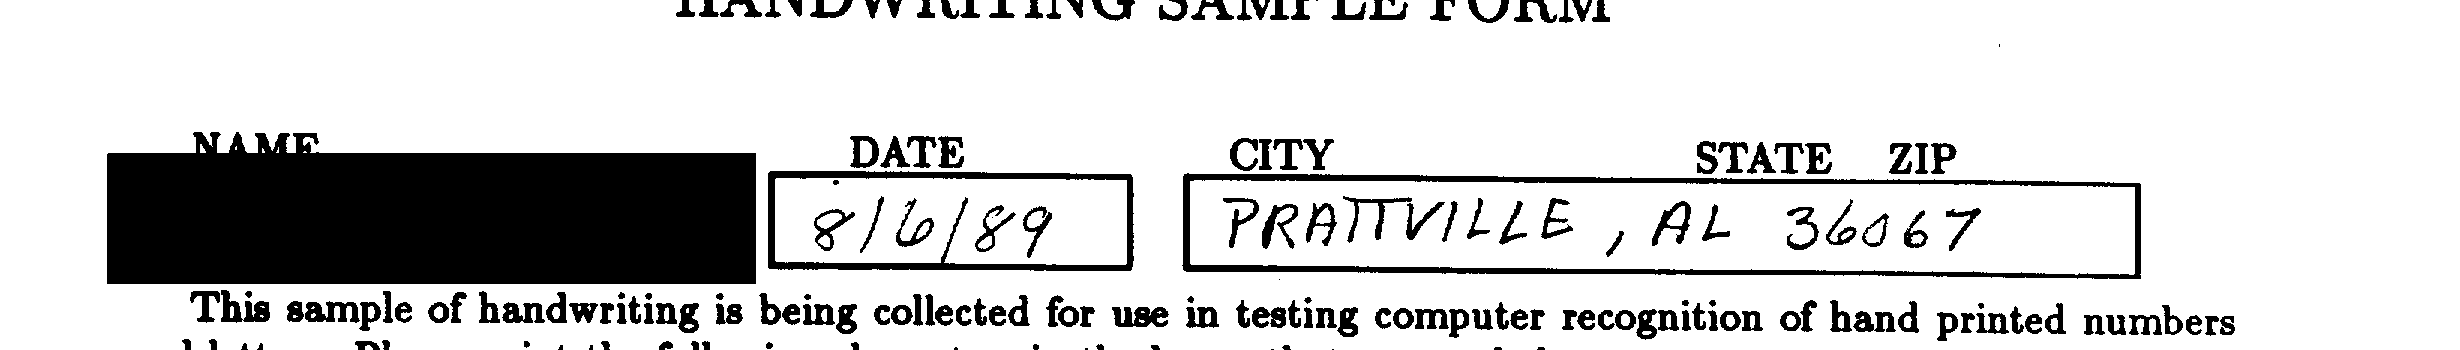 HANDWRITING SAMPLE FORM
NAME DATE CITY STATE ZIP
8/6/89 PRATTVILLE, AL 36067
This sample of handwriting is being collected for use in testing computer recognition of hand printed numbers